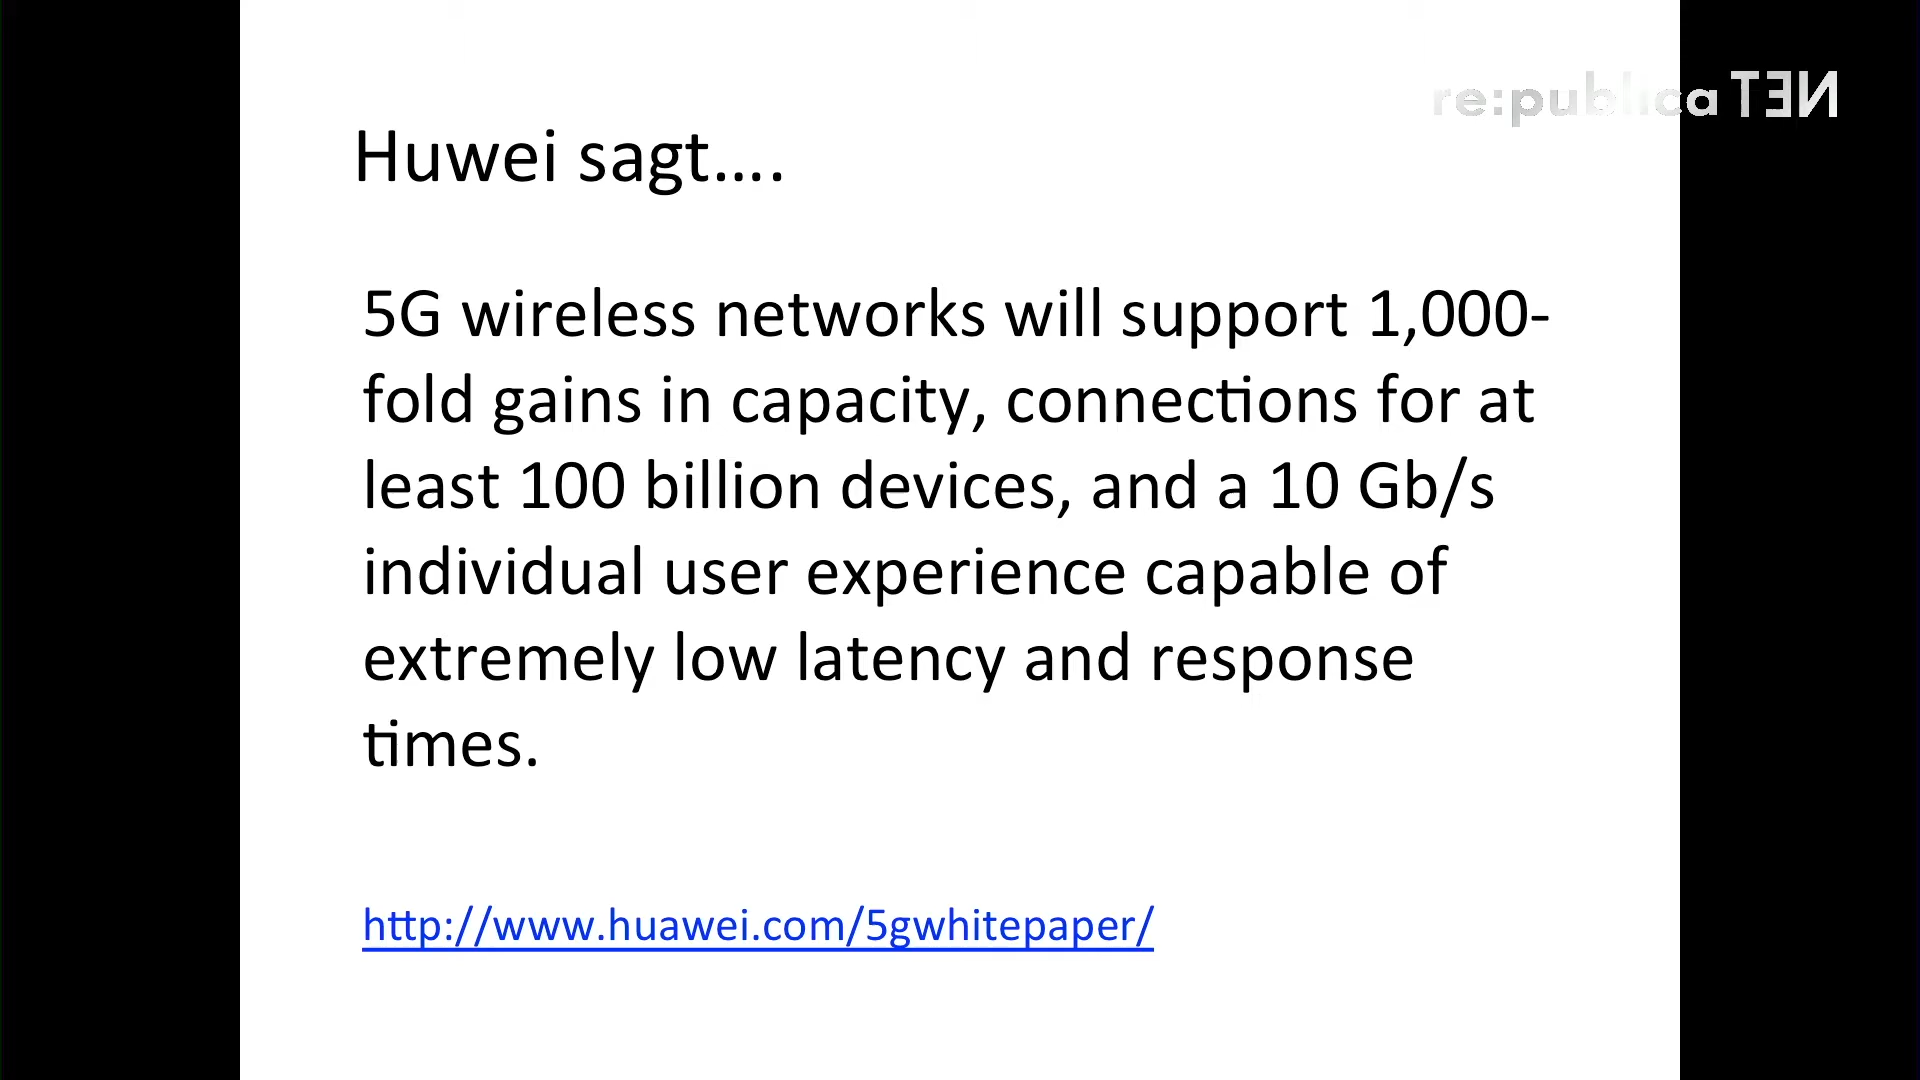 re:publica TEN
Huwei sagt....
5G wireless networks will support 1,000-
fold gains in capacity, connections for at
least 100 billion devices, and a 10 Gb/s
individual user experience capable of
extremely low latency and response
times.
http://www.huawei.com/5gwhitepaper/